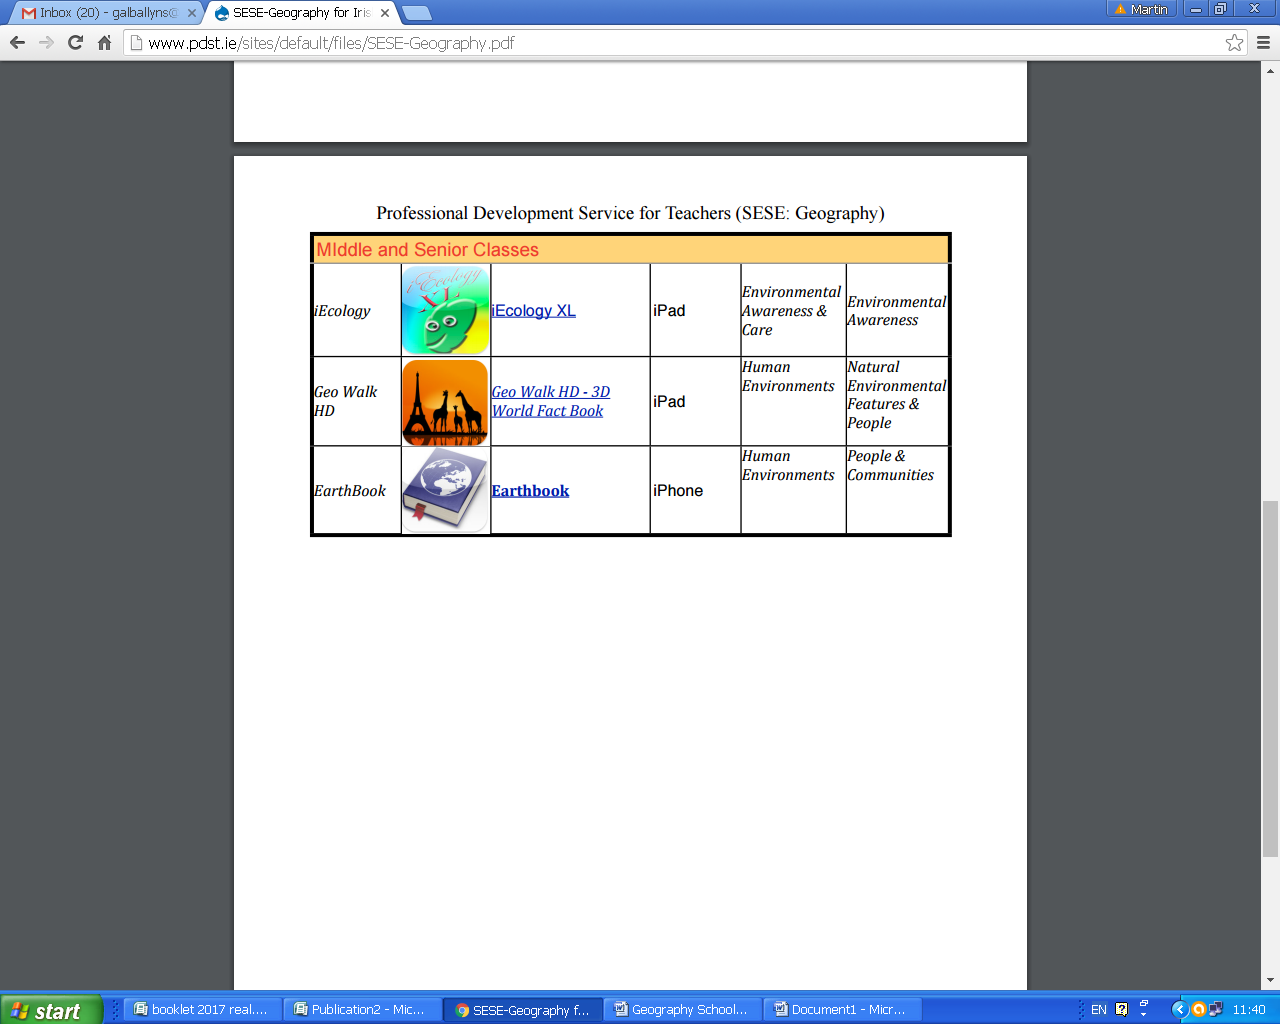 Inbox (20) - galballyns@
SESE-Geography for Iris
Martin
www.pdst.ie/sites/default/files/SESE-Geography.pdf
Professional Development Service for Teachers (SESE: Geography)
MIddle and Senior Classes
iEcology
i Ecology
XL
iEcology XL
iPad
Environmental
Awareness &
Care
Environmental
Awareness
Geo Walk
HD
Geo Walk HD - 3D
World Fact Book
iPad
Human
Environments
Natural
Environmental
Features &
People
EarthBook
Earthbook
iPhone
Human
Environments
People &
Communities
start
booklet 2017 real....
Publication2 - Mic...
SESE-Geography f...
Geography School...
Document1 - Micr...
EN
11:40